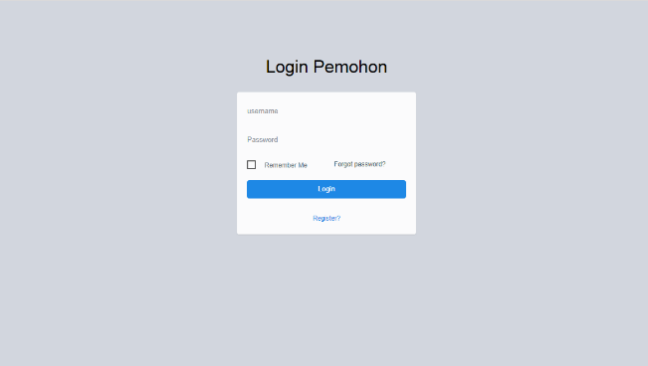 Login Pemohon
username
Password
Remember Me Forgot password?
Login
Register?